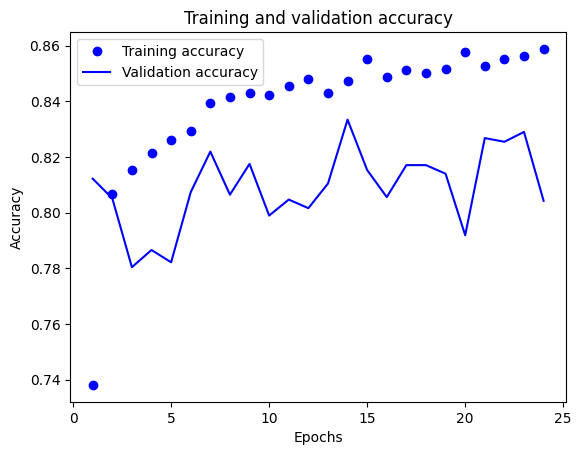 Training and validation accuracy
Training accuracy
Validation accuracy
0.86
0.84
0.82
0.80
0.78
0.76
0.74
Accuracy
0
5
10
15
20
25
Epochs